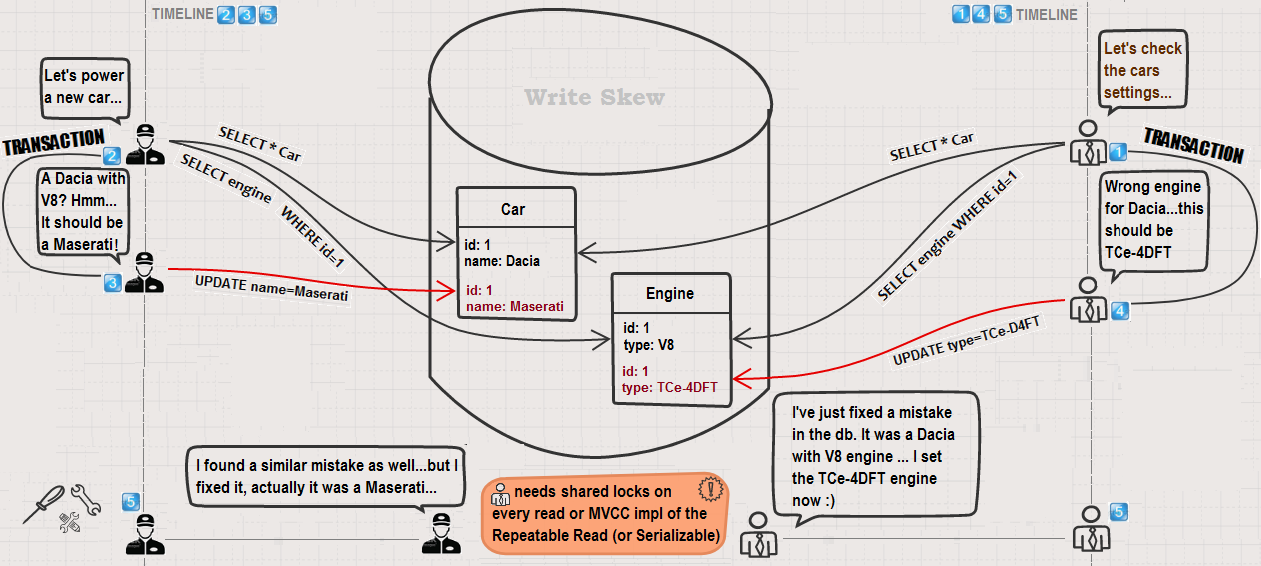 TIMELINE 2 3 5
1 4 5 TIMELINE
Write Skew
Let's power
a new car...
TRANSACTION
2
A Dacia with
V8? Hmm...
It should be
a Maserati!
3
SELECT * Car
SELECT engine WHERE id=1
UPDATE name=Maserati
Car
id: 1
name: Dacia
id: 1
name: Maserati
Engine
id: 1
type: V8
id: 1
type: TCe-4DFT
Let's check
the cars
settings...
TRANSACTION
1
Wrong engine
for Dacia...this
should be
TCe-4DFT
4
SELECT * Car
SELECT engine WHERE id=1
UPDATE type=TCe-D4FT
I found a similar mistake as well...but I
fixed it, actually it was a Maserati...
5
needs shared locks on
every read or MVCC impl of the
Repeatable Read (or Serializable)
I've just fixed a mistake
in the db. It was a Dacia
with V8 engine ... I set
the TCe-4DFT engine
now :)
5